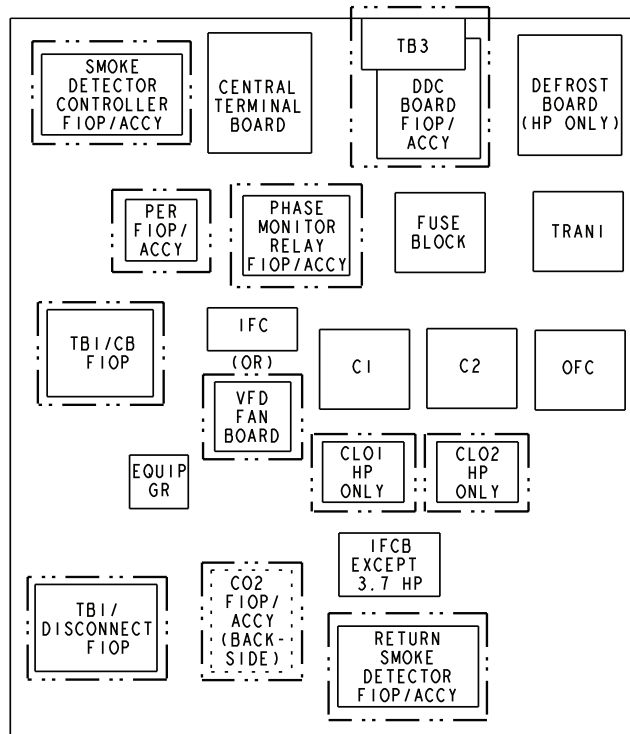 SMOKE
DETECTOR
CONTROLLER
FIOP/ACCY
CENTRAL
TERMINAL
BOARD
TB3
DDC
BOARD
FIOP/
ACCY
DEFROST
BOARD
(HP ONLY)
PER
FIOP/
ACCY
PHASE
MONITOR
RELAY
FIOP/ACCY
FUSE
BLOCK
TRAN1
TB1/CB
FIOP
IFC
(OR)
VFD
FAN
BOARD
C1
C2
OFC
EQUIP
GR
CLO1
HP
ONLY
CLO2
HP
ONLY
IFCB
EXCEPT
3.7 HP
TB1/
DISCONNECT
FIOP
CO2
FIOP/
ACCY
(BACK-
SIDE)
RETURN
SMOKE
DETECTOR
FIOP/ACCY